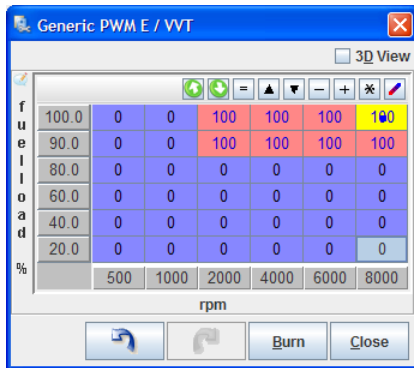 Generic PWM E / VVT
3D View
= - + *
fuelload %
100.0 0 0 100 100 100 100
90.0 0 0 100 100 100 100
80.0 0 0 0 0 0 0
60.0 0 0 0 0 0 0
40.0 0 0 0 0 0 0
20.0 0 0 0 0 0 0
500 1000 2000 4000 6000 8000
rpm
Burn Close